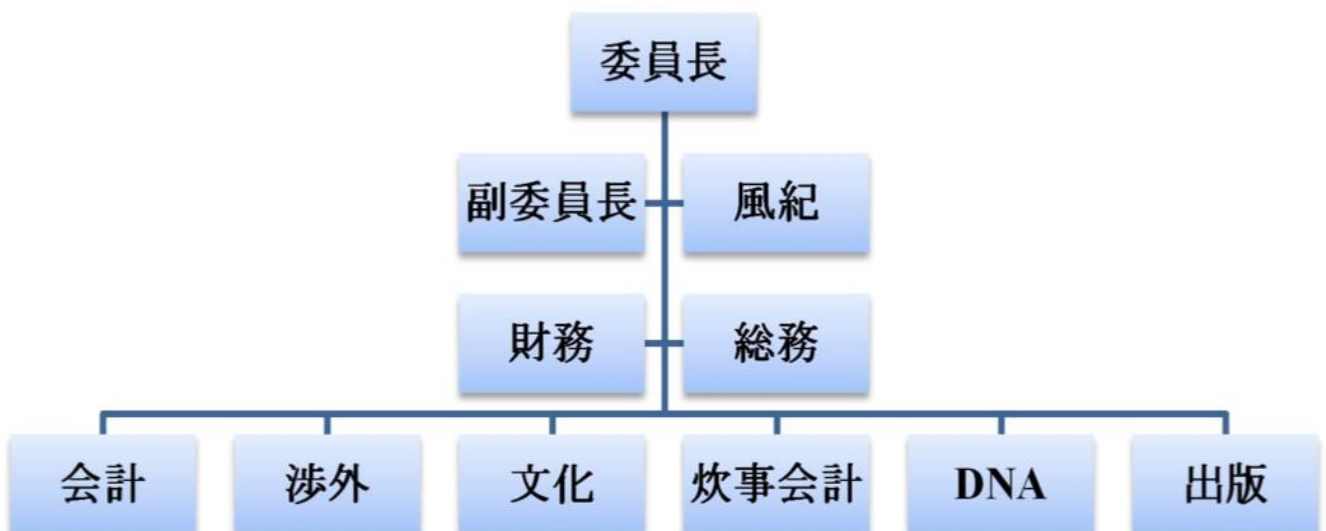 委員長
副委員長
風紀
財務
総務
会計
渉外
文化
炊事会計
DNA
出版